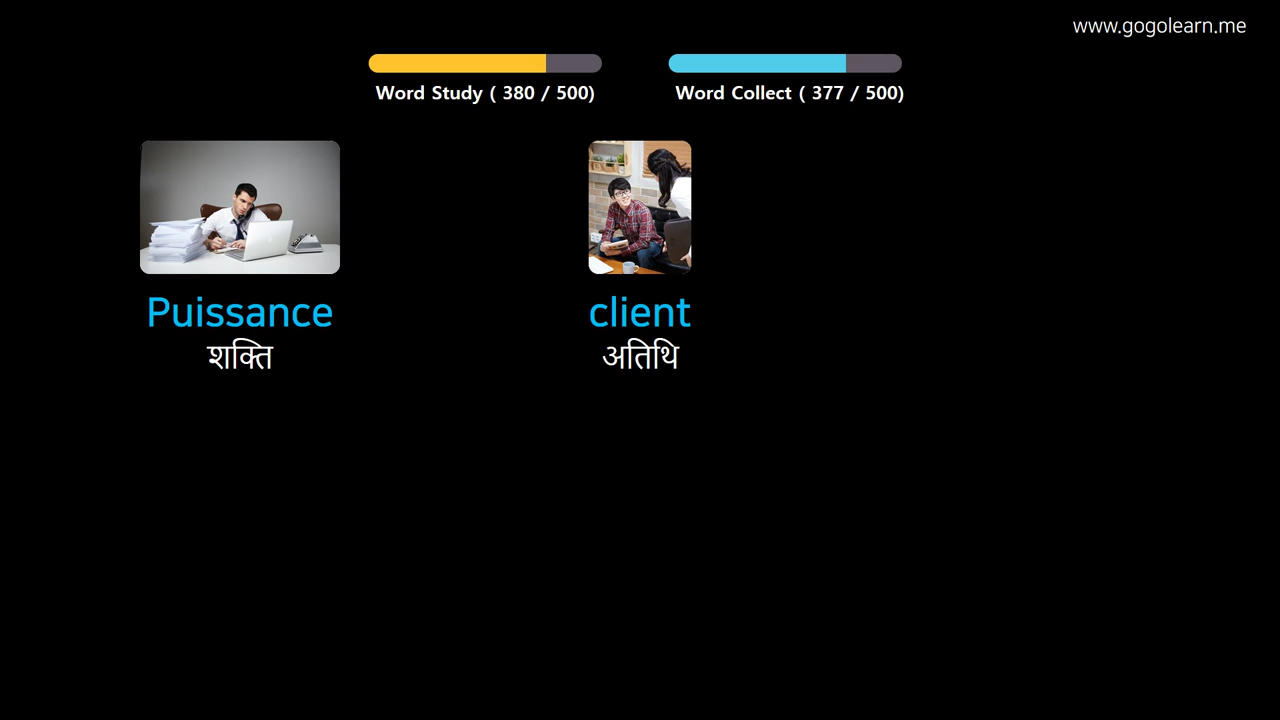 www.gogolearn.me
Word Study ( 380 / 500)
Word Collect ( 377 / 500)
Puissance
शक्ति
client
अतिथि